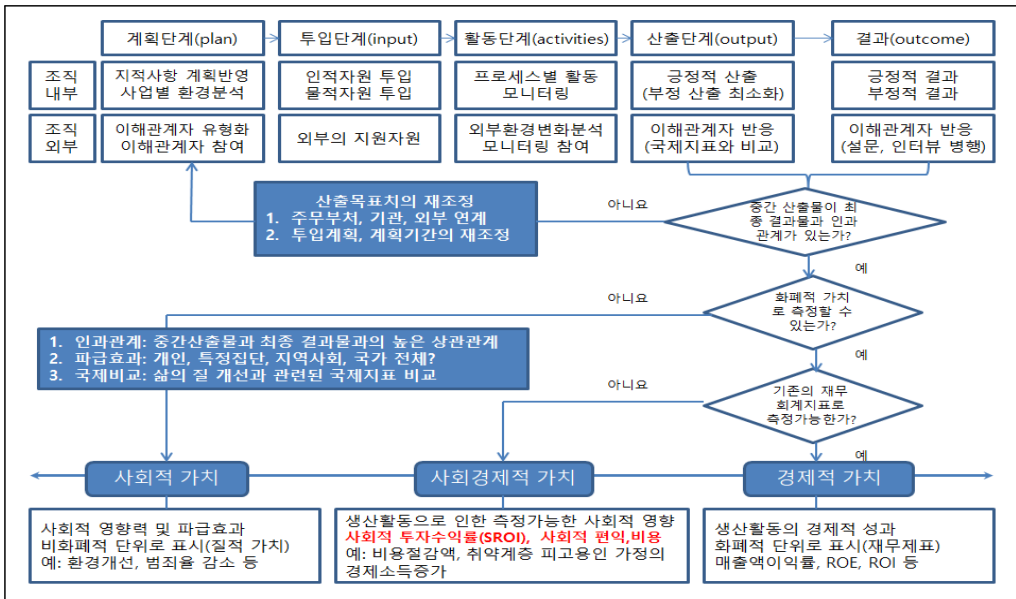 계획단계(plan)
투입단계(input)
활동단계(activities)
산출단계(output)
결과(outcome)
조직
내부
지적사항 계획반영
사업별 환경분석
인적자원 투입
물적자원 투입
프로세스별 활동
모니터링
긍정적 산출
(부정 산출 최소화)
긍정적 결과
부정적 결과
조직
외부
이해관계자 유형화
이해관계자 참여
외부의 지원자원
외부환경변화분석
모니터링 참여
이해관계자 반응
(국제지표와 비교)
이해관계자 반응
(설문, 인터뷰 병행)
산출목표치의 재조정
1. 주무부처, 기관, 외부 연계
2. 투입계획, 계획기간의 재조정
아니요
중간 산출물이 최
종 결과물과 인과
관계가 있는가?
예
아니요
화폐적 가치
로 측정할 수
있는가?
1. 인과관계: 중간산출물과 최종 결과물과의 높은 상관관계
2. 파급효과: 개인, 특정집단, 지역사회, 국가 전체?
3. 국제비교: 삶의 질 개선과 관련된 국제지표 비교
예
아니요
기존의 재무
회계지표로
측정가능한가?
예
사회적 가치
사회경제적 가치
경제적 가치
사회적 영향력 및 파급효과
비화폐적 단위로 표시(질적 가치)
예: 환경개선, 범죄율 감소 등
생산활동으로 인한 측정가능한 사회적 영향
사회적 투자수익률(SROI), 사회적 편익,비용
예: 비용절감액, 취약계층 피고용인 가정의
경제소득증가
생산활동의 경제적 성과
화폐적 단위로 표시(재무제표)
매출액이익률, ROE, ROI 등